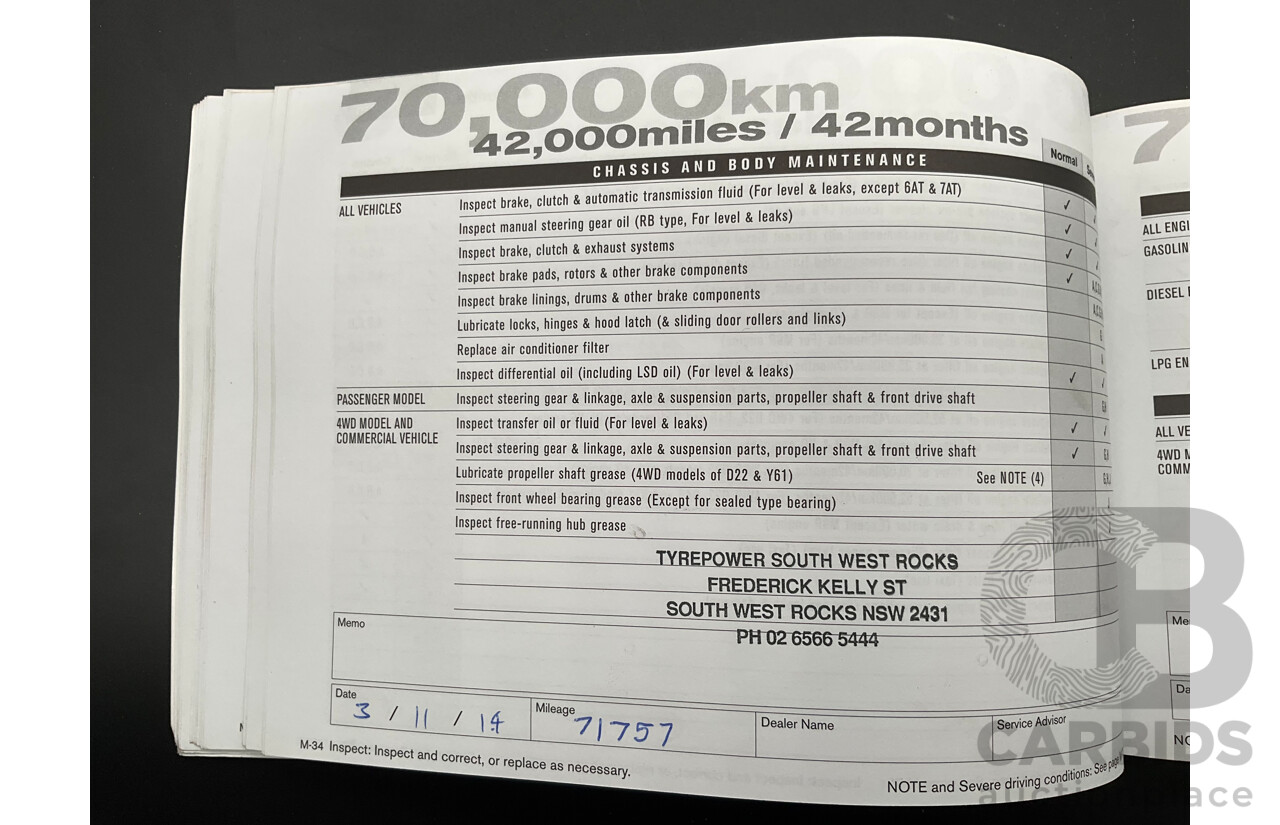 70,000km
42,000miles / 42months
CHASSIS AND BODY MAINTENANCE Normal
ALL VEHICLES Inspect brake, clutch & automatic transmission fluid (For level & leaks, except 6AT & 7AT) ✓
Inspect manual steering gear oil (RB type, For level & leaks) ✓
Inspect brake, clutch & exhaust systems ✓
Inspect brake pads, rotors & other brake components ✓
Inspect brake linings, drums & other brake components
Lubricate locks, hinges & hood latch (& sliding door rollers and links)
Replace air conditioner filter
Inspect differential oil (including LSD oil) (For level & leaks) ✓
PASSENGER MODEL Inspect steering gear & linkage, axle & suspension parts, propeller shaft & front drive shaft
4WD MODEL AND COMMERCIAL VEHICLE Inspect transfer oil or fluid (For level & leaks) ✓
Inspect steering gear & linkage, axle & suspension parts, propeller shaft & front drive shaft ✓
Lubricate propeller shaft grease (4WD models of D22 & Y61) See NOTE (4)
Inspect front wheel bearing grease (Except for sealed type bearing)
Inspect free-running hub grease
TYREPOWER SOUTH WEST ROCKS
FREDERICK KELLY ST
SOUTH WEST ROCKS NSW 2431
PH 02 6566 5444
Memo
Date 3 / 11 / 14 Mileage 71757 Dealer Name Service Advisor
M-34 Inspect: Inspect and correct, or replace as necessary.
NOTE and Severe driving conditions: See page
7
ALL ENGI
GASOLIN
DIESEL
LPG EN
ALL VE
4WD M
COMM
Me
Da
NO
CB
CARBIDS
auctionplace